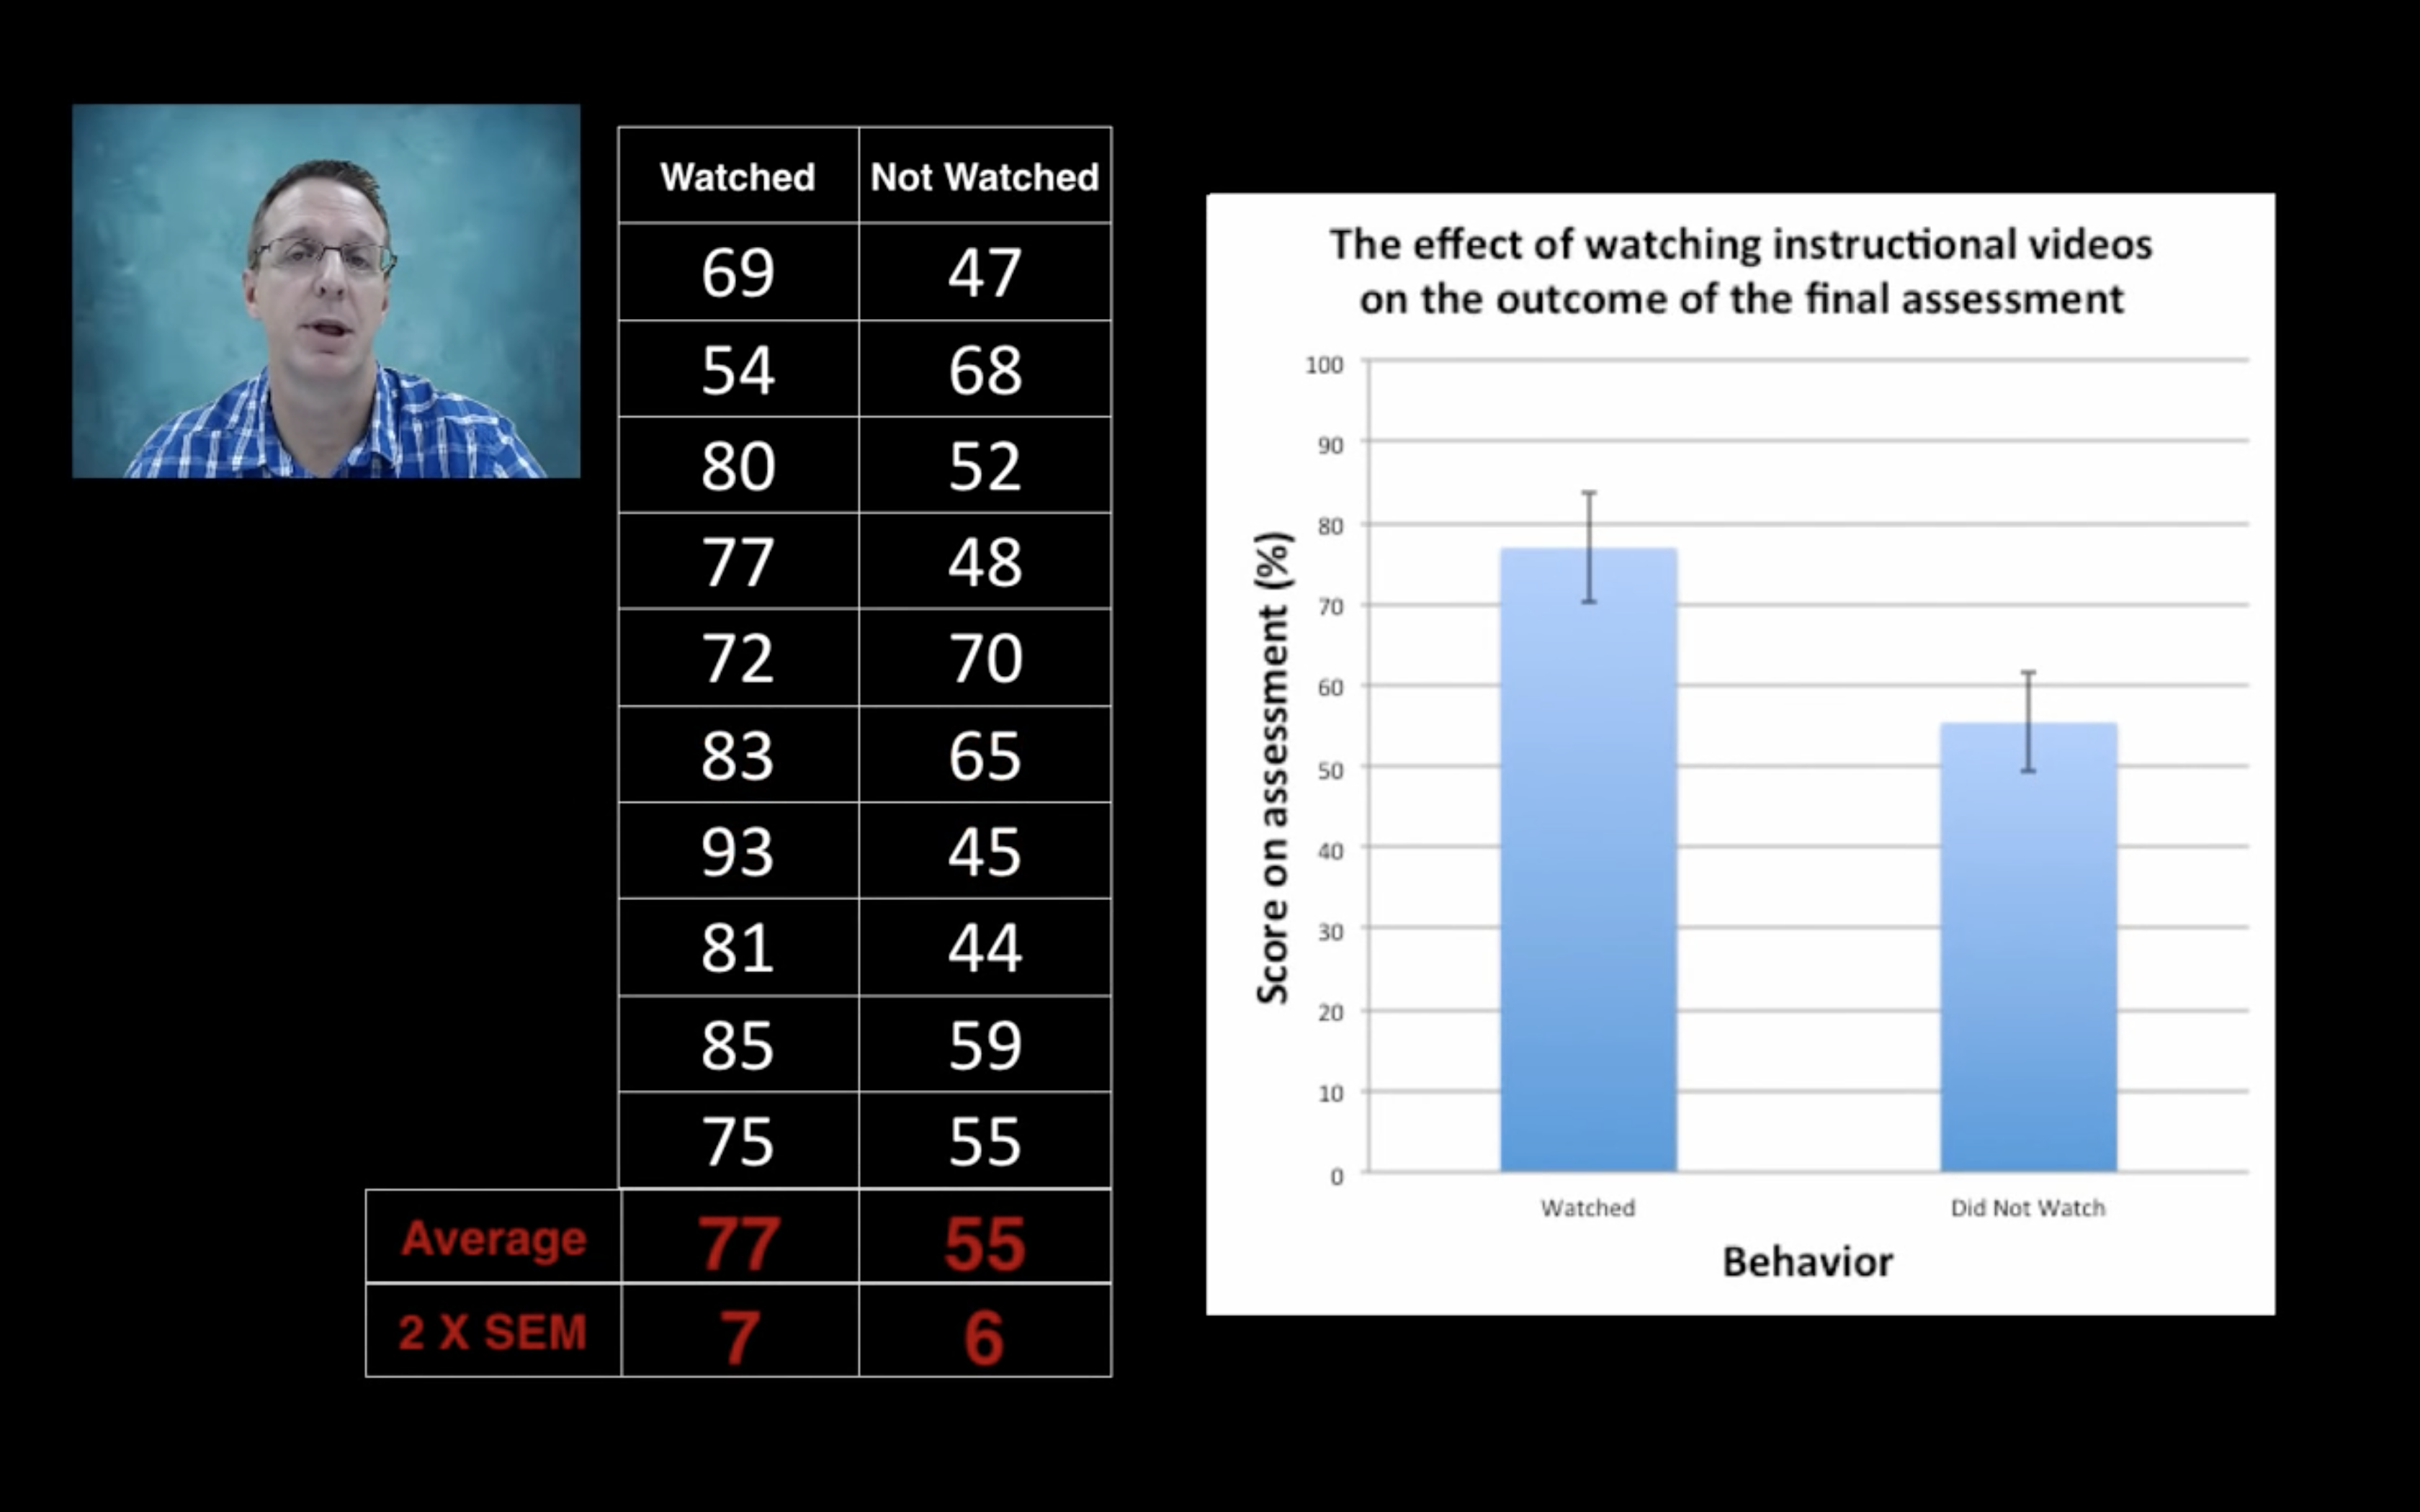 Watched Not Watched
69 47
54 68
80 52
77 48
72 70
83 65
93 45
81 44
85 59
75 55
Average 77 55
2 X SEM 7 6
The effect of watching instructional videos
on the outcome of the final assessment
Score on assessment (%)
100
90
80
70
60
50
40
30
20
10
0
Watched Did Not Watch
Behavior